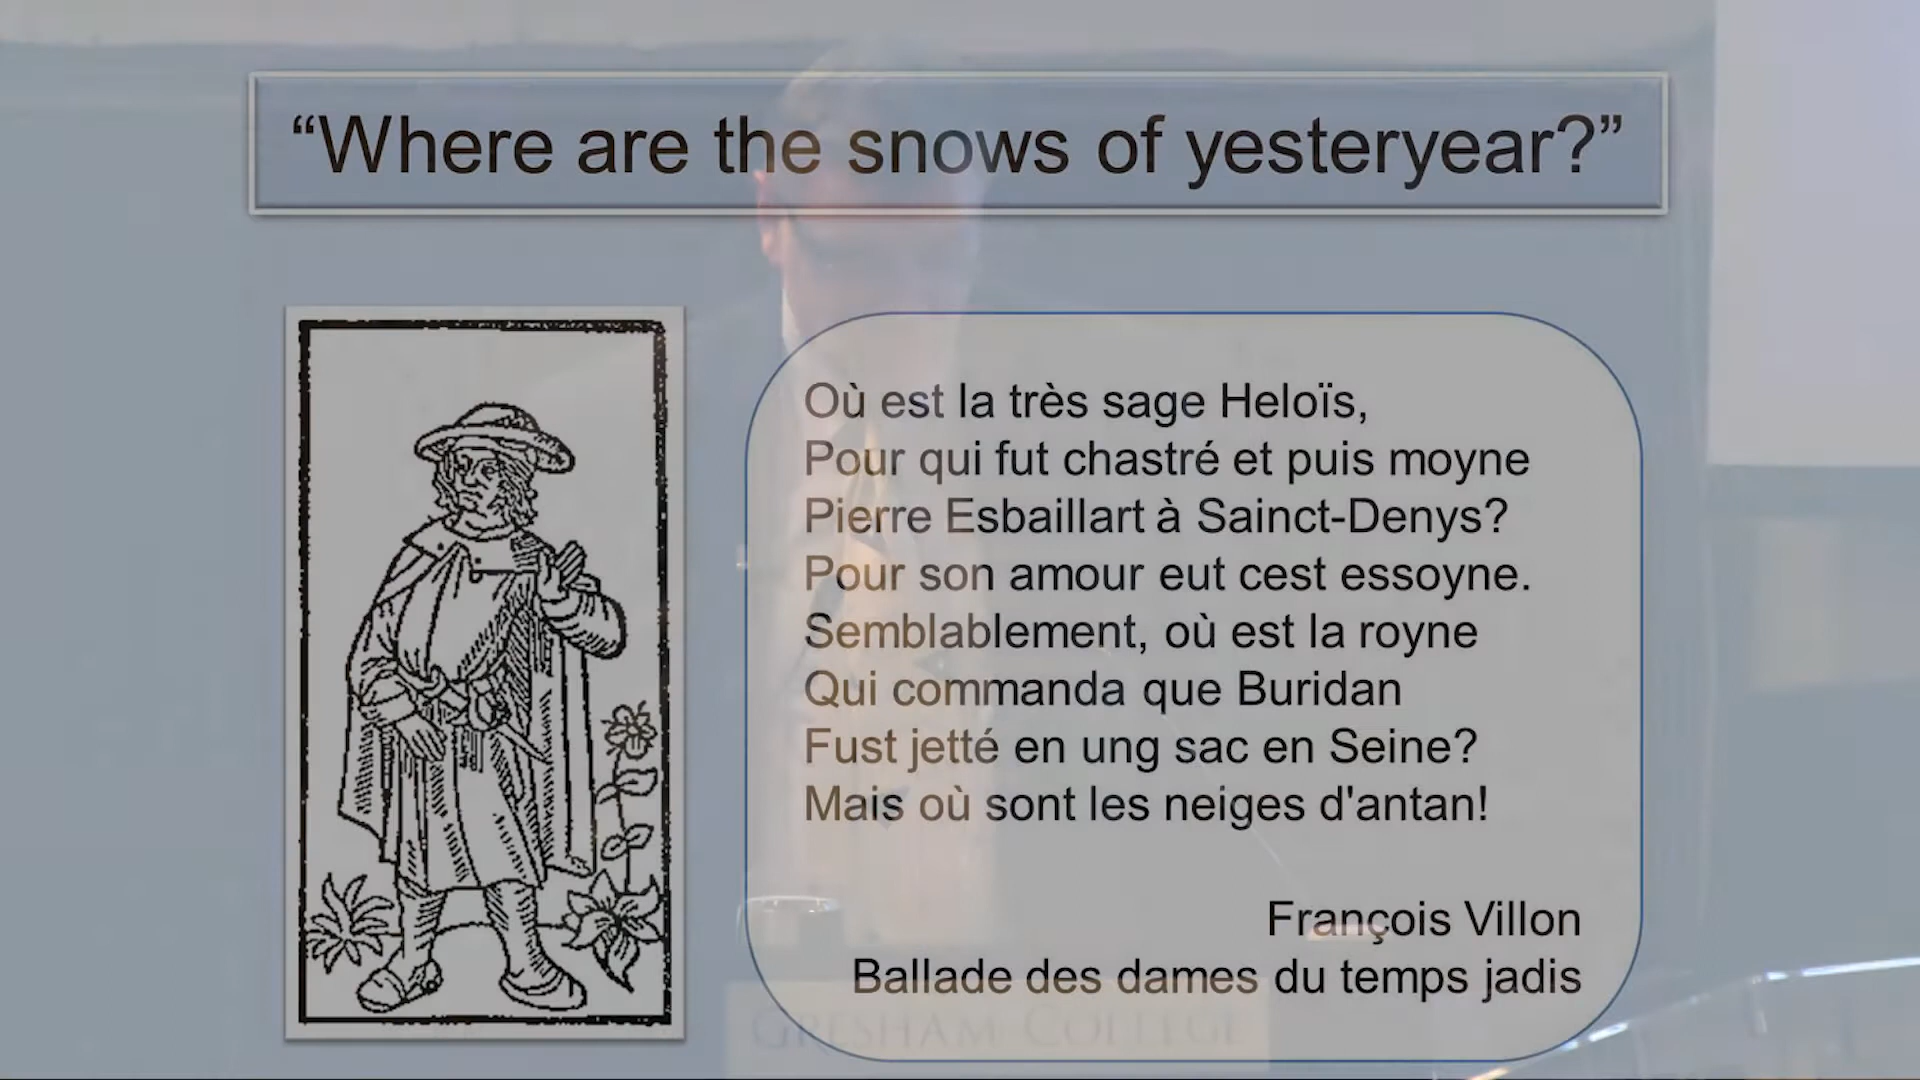 “Where are the snows of yesteryear?”
Où est la très sage Heloïs,
Pour qui fut chastré et puis moyne
Pierre Esbaillart à Sainct-Denys?
Pour son amour eut cest essoyne.
Semblablement, où est la royne
Qui commanda que Buridan
Fust jetté en ung sac en Seine?
Mais où sont les neiges d'antan!
François Villon
Ballade des dames du temps jadis
GRESHAM COLLEGE